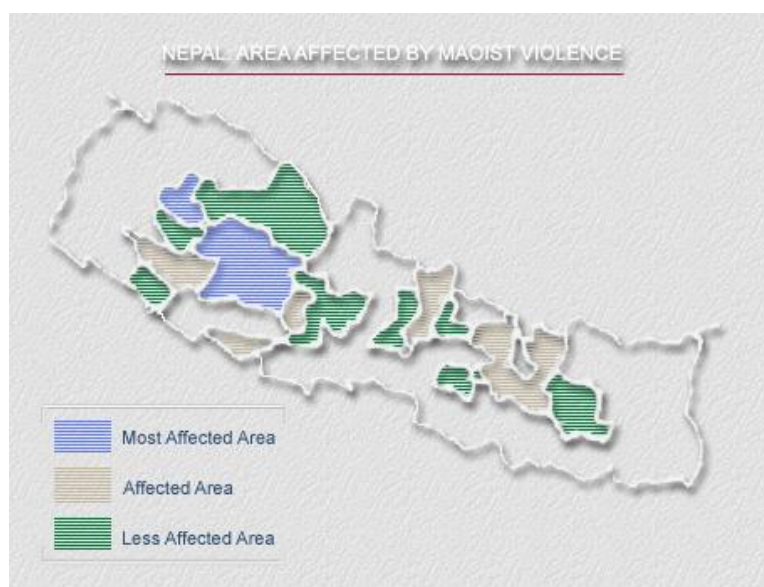 NEPAL: AREA AFFECTED BY MAOIST VIOLENCE
Most Affected Area
Affected Area
Less Affected Area